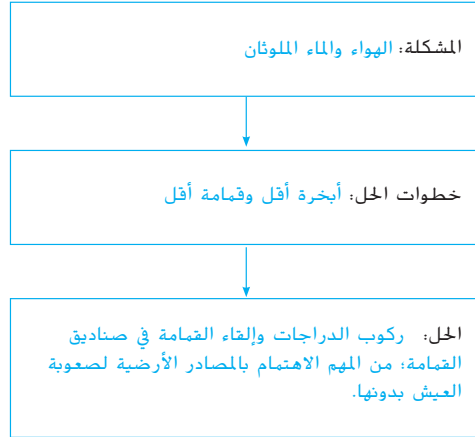 المشكلة: الهواء والماء الملوثان
خطوات الحل: أبخرة أقل وقمامة أقل
الحل: ركوب الدراجات وإلقاء القمامة في صناديق
القمامة؛ من المهم الاهتمام بالمصادر الأرضية لصعوبة
العيش بدونها.